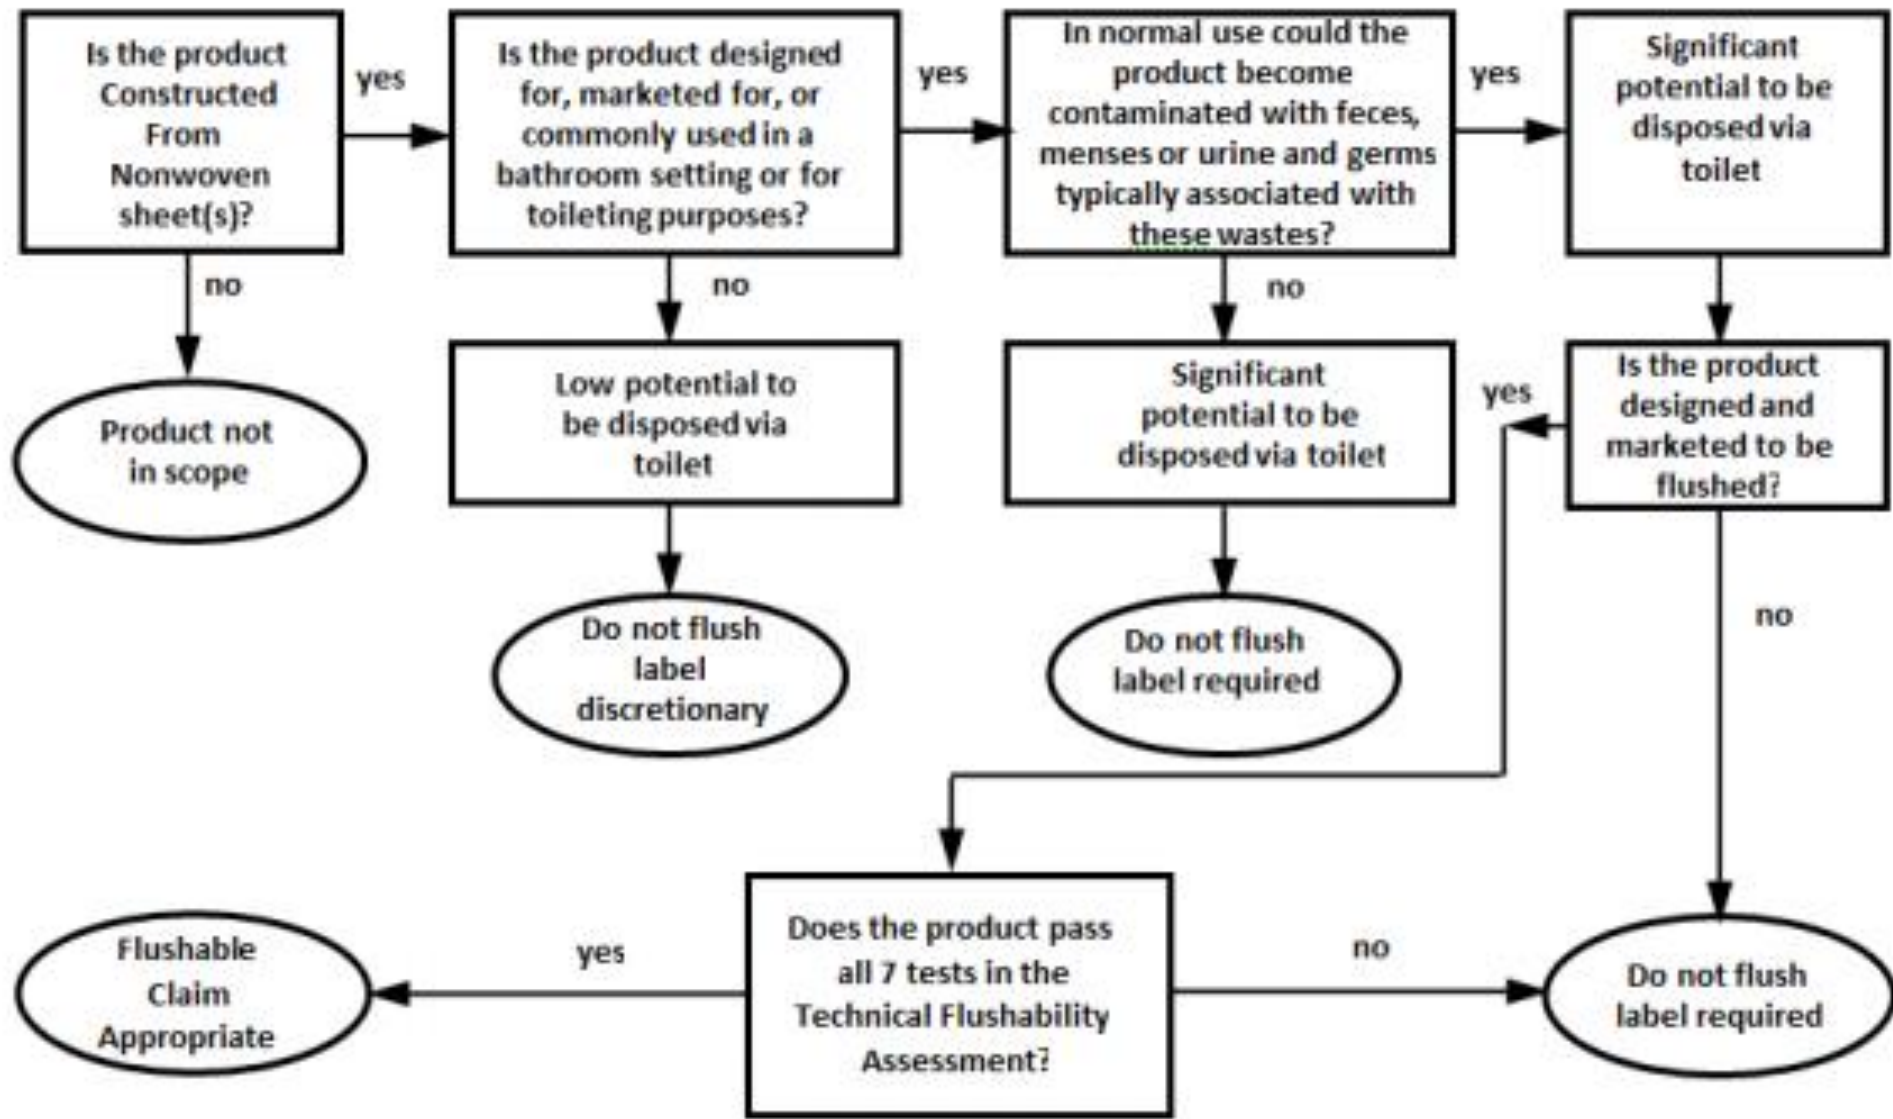 Is the product
Constructed
From
Nonwoven
sheet(s)?
yes
Is the product designed
for, marketed for, or
commonly used in a
bathroom setting or for
toileting purposes?
yes
In normal use could the
product become
contaminated with feces,
menses or urine and germs
typically associated with
these wastes?
yes
Significant
potential to be
disposed via
toilet
no
no
no
Product not
in scope
Low potential to
be disposed via
toilet
Significant
potential to be
disposed via toilet
yes
Is the product
designed and
marketed to be
flushed?
Do not flush
label
discretionary
Do not flush
label required
no
Flushable
Claim
Appropriate
yes
Does the product pass
all 7 tests in the
Technical Flushability
Assessment?
no
Do not flush
label required